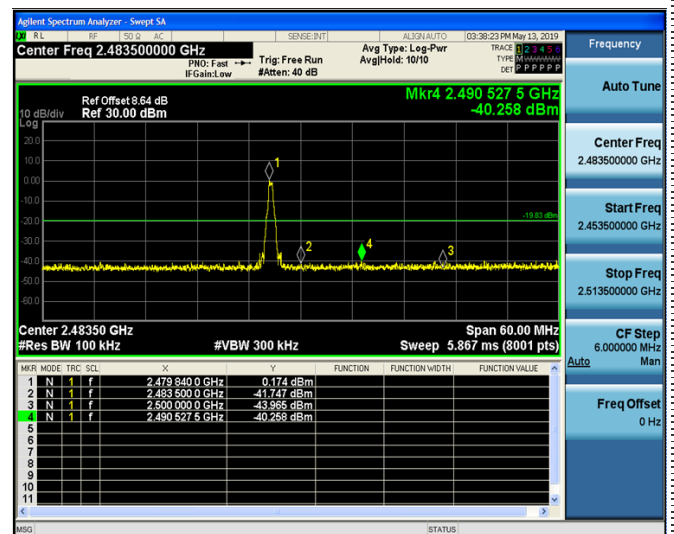 Agilent Spectrum Analyzer - Swept SA
RL RF 50 Ω AC SENSE:INT ALIGN AUTO 03:38:23 PM May 13, 2019
Center Freq 2.483500000 GHz
PNO: Fast
IFGain:Low
Trig: Free Run
#Atten: 40 dB
Avg Type: Log-Pwr
Avg|Hold: 10/10
TRACE 1 2 3 4 5 6
TYPE M
DET P P P P P P
Ref Offset 8.64 dB
10 dB/div Ref 30.00 dBm
Log
Mkr4 2.490 527 5 GHz
-40.258 dBm
20.0
10.0
0.00
-10.0
-20.0
-30.0
-40.0
-50.0
-60.0
1
2
4
3
-19.83 dBm
Center 2.48350 GHz Span 60.00 MHz
#Res BW 100 kHz #VBW 300 kHz Sweep 5.867 ms (8001 pts)
MKR MODE TRC SCL X Y FUNCTION FUNCTION WIDTH FUNCTION VALUE
1 N 1 f 2.479 840 0 GHz 0.174 dBm
2 N 1 f 2.483 500 0 GHz -41.747 dBm
3 N 1 f 2.500 000 0 GHz -43.965 dBm
4 N 1 f 2.490 527 5 GHz -40.258 dBm
5
6
7
8
9
10
11
MSG STATUS
Frequency
Auto Tune
Center Freq
2.483500000 GHz
Start Freq
2.453500000 GHz
Stop Freq
2.513500000 GHz
CF Step
6.000000 MHz
Auto Man
Freq Offset
0 Hz